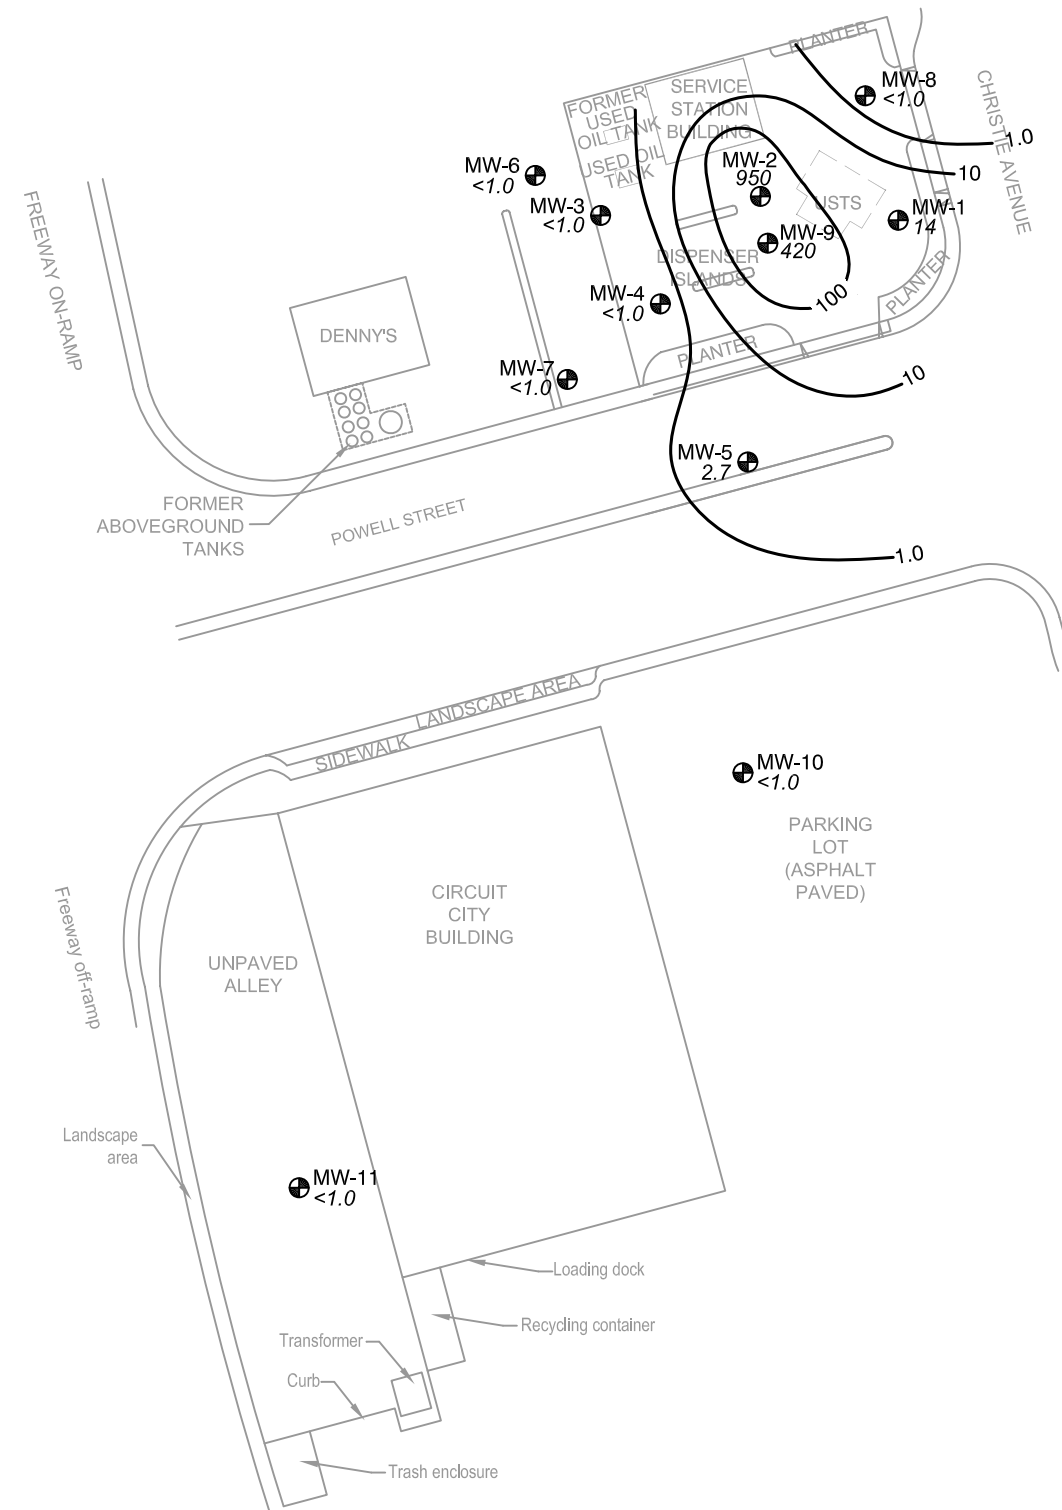 PLANTER
MW-8
<1.0
CHRISTIE AVENUE
1.0
10
FORMER
USED
OIL TANK
SERVICE
STATION
BUILDING
USED OIL
TANK
MW-6
<1.0
MW-2
950
MW-3
<1.0
USTS
MW-1
14
MW-9
420
DISPENSER
ISLANDS
FREEWAY ON-RAMP
MW-4
<1.0
100
PLANTER
DENNY'S
PLANTER
MW-7
<1.0
10
MW-5
2.7
FORMER
ABOVEGROUND
TANKS
POWELL STREET
1.0
LANDSCAPE AREA
SIDEWALK
MW-10
<1.0
PARKING
LOT
(ASPHALT
PAVED)
CIRCUIT
CITY
BUILDING
Freeway off-ramp
UNPAVED
ALLEY
Landscape
area
MW-11
<1.0
Loading dock
Recycling container
Transformer
Curb
Trash enclosure